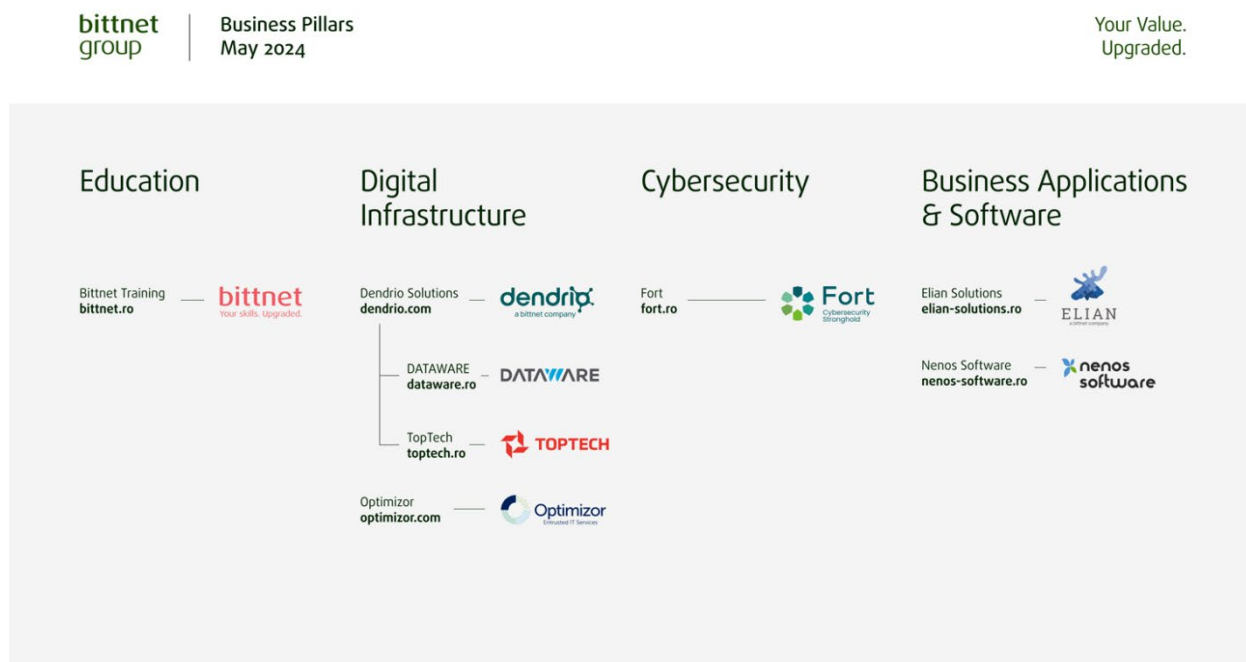 bittnet
group
Business Pillars
May 2024
Your Value.
Upgraded.
Education
Bittnet Training
bittnet.ro
bittnet
Your skills. Upgraded.
Digital
Infrastructure
Dendrio Solutions
dendrio.com
dendrio
a bittnet company
DATAWARE
dataware.ro
DATAWARE
TopTech
toptech.ro
TOPTECH
Optimizor
optimizor.com
Optimizor
Entrusted IT Services
Cybersecurity
Fort
fort.ro
Fort
Cybersecurity
Stronghold
Business Applications
& Software
Elian Solutions
elian-solutions.ro
ELIAN
a bittnet company
Nenos Software
nenos-software.ro
nenos
software